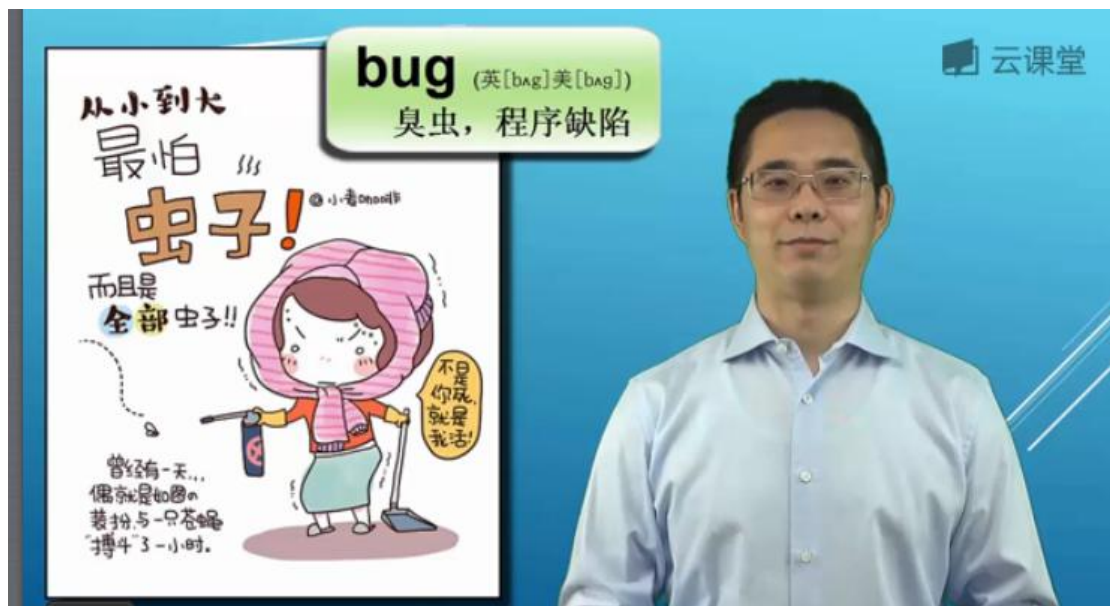 bug (英[bʌg]美[bʌg])
臭虫，程序缺陷
云课堂
从小到大
最怕
虫子！
而且是
全部虫子!!
不是
你死,
就是
我活!
曾经有一天...
偶就是如图の
装扮与一只苍蝇
"搏斗"了一小时。